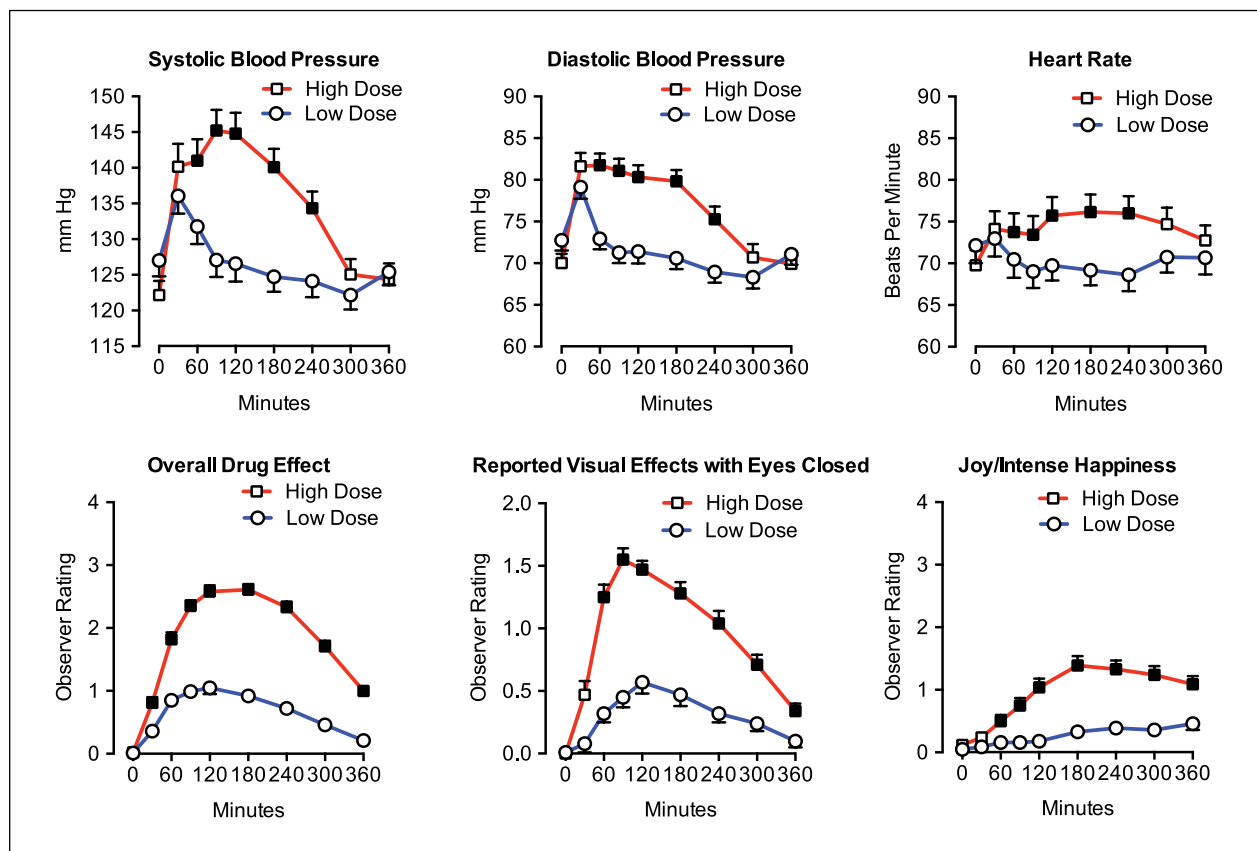 Systolic Blood Pressure
High Dose
Low Dose
150
145
140
135
130
125
120
115
mm Hg
0 60 120 180 240 300 360
Minutes
Diastolic Blood Pressure
High Dose
Low Dose
90
85
80
75
70
65
60
mm Hg
0 60 120 180 240 300 360
Minutes
Heart Rate
High Dose
Low Dose
90
85
80
75
70
65
60
Beats Per Minute
0 60 120 180 240 300 360
Minutes
Overall Drug Effect
High Dose
Low Dose
4
3
2
1
0
Observer Rating
0 60 120 180 240 300 360
Minutes
Reported Visual Effects with Eyes Closed
High Dose
Low Dose
2.0
1.5
1.0
0.5
0.0
Observer Rating
0 60 120 180 240 300 360
Minutes
Joy/Intense Happiness
High Dose
Low Dose
4
3
2
1
0
Observer Rating
0 60 120 180 240 300 360
Minutes